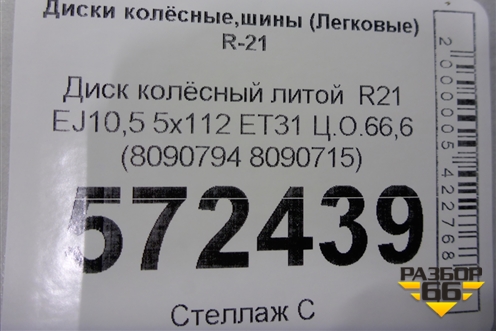 Диски колёсные,шины (Легковые)
R-21
Диск колёсный литой R21
EJ10,5 5x112 ET31 Ц.О.66,6
(8090794 8090715)
572439
Стеллаж С
2000005422768
РАЗБОР
66